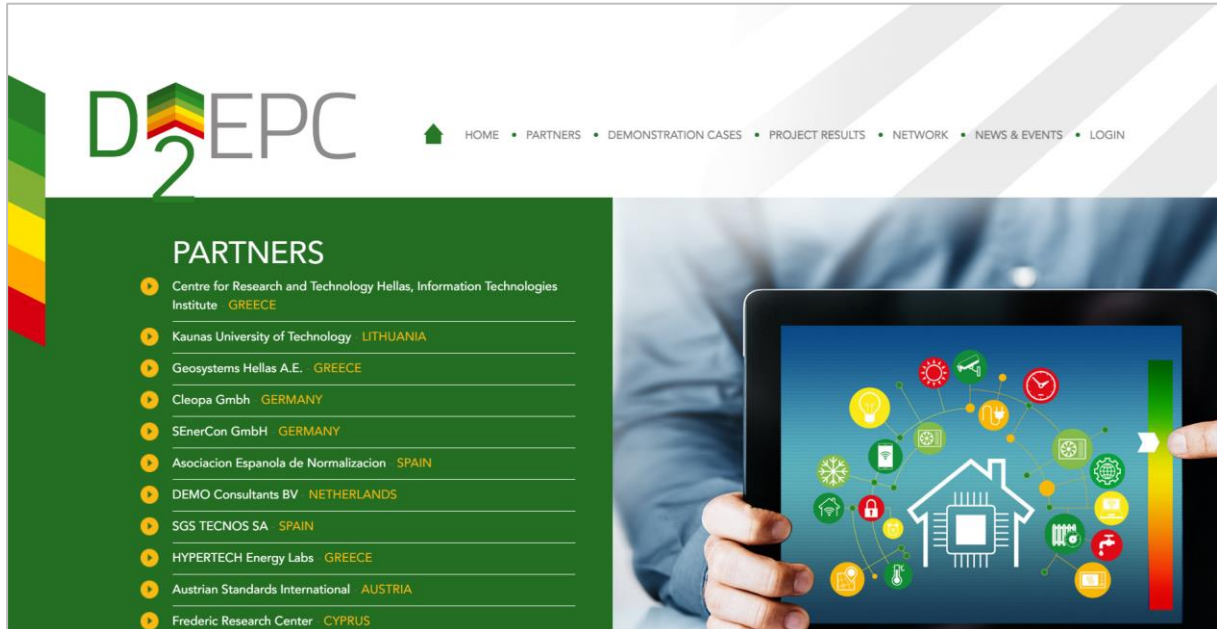 D2EPC
HOME • PARTNERS • DEMONSTRATION CASES • PROJECT RESULTS • NETWORK • NEWS & EVENTS • LOGIN
PARTNERS
Centre for Research and Technology Hellas, Information Technologies
Institute - GREECE
Kaunas University of Technology - LITHUANIA
Geosystems Hellas A.E. - GREECE
Cleopa Gmbh - GERMANY
SEnerCon GmbH - GERMANY
Asociacion Espanola de Normalizacion - SPAIN
DEMO Consultants BV - NETHERLANDS
SGS TECNOS SA - SPAIN
HYPERTECH Energy Labs - GREECE
Austrian Standards International - AUSTRIA
Frederic Research Center - CYPRUS